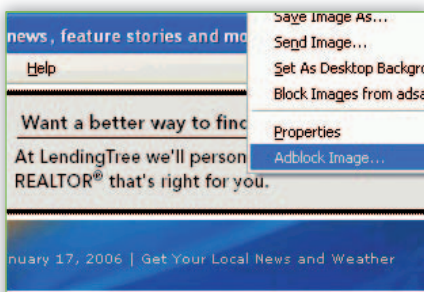 Save Image As...
news, feature stories and mo
Send Image...
Help
Set As Desktop Backgro
Block Images from adsa
Want a better way to find
Properties
At LendingTree we'll person
Adblock Image...
REALTOR® that's right for you.
nuary 17, 2006 | Get Your Local News and Weather